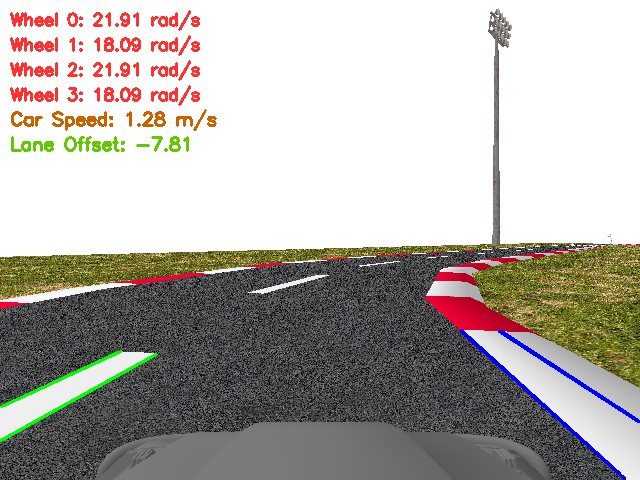 Wheel 0: 21.91 rad/s
Wheel 1: 18.09 rad/s
Wheel 2: 21.91 rad/s
Wheel 3: 18.09 rad/s
Car Speed: 1.28 m/s
Lane Offset: -7.81